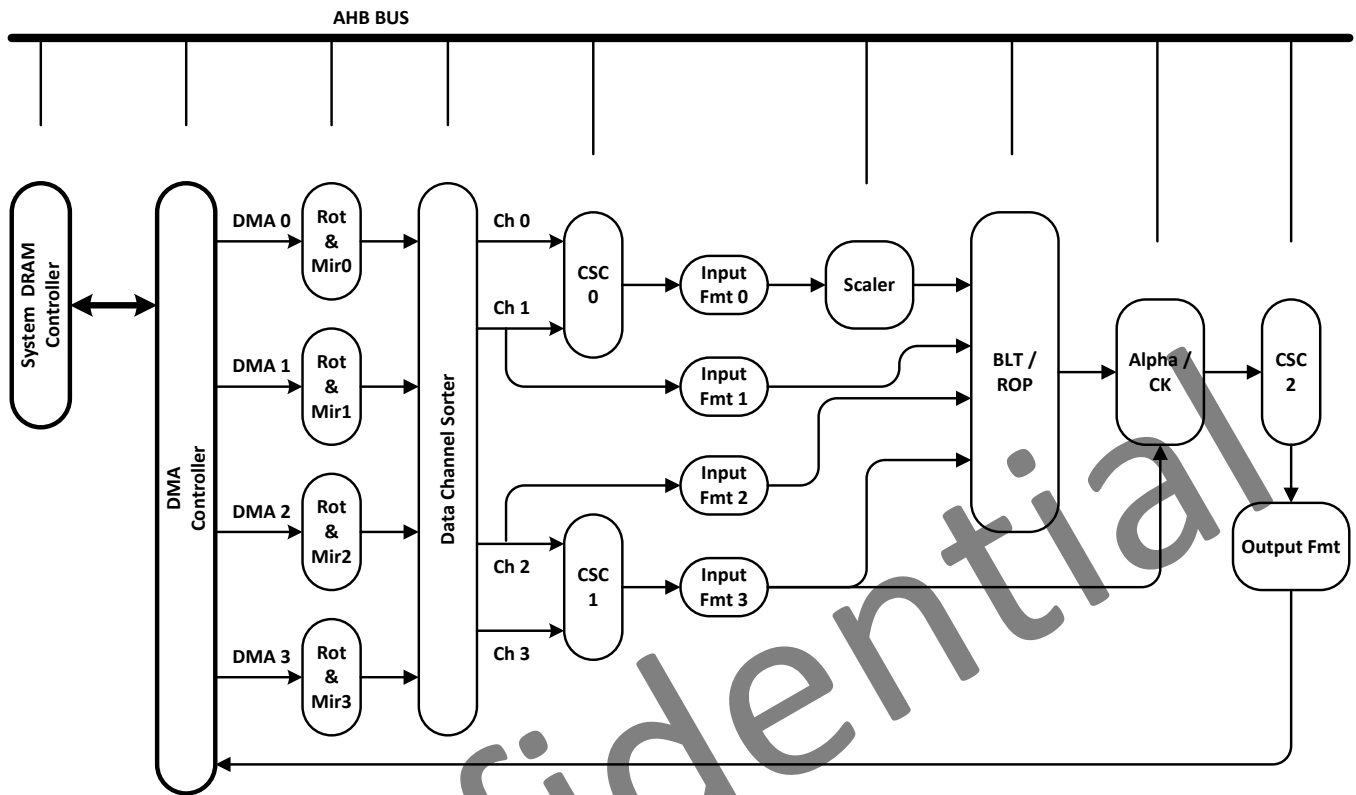 AHB BUS
System DRAM
Controller
DMA
Controller
DMA 0
DMA 1
DMA 2
DMA 3
Rot
&
Mir0
Rot
&
Mir1
Rot
&
Mir2
Rot
&
Mir3
Data Channel Sorter
Ch 0
Ch 1
Ch 2
Ch 3
CSC
0
CSC
1
Input
Fmt 0
Input
Fmt 1
Input
Fmt 2
Input
Fmt 3
Scaler
BLT /
ROP
Alpha /
CK
CSC
2
Output Fmt
fidential